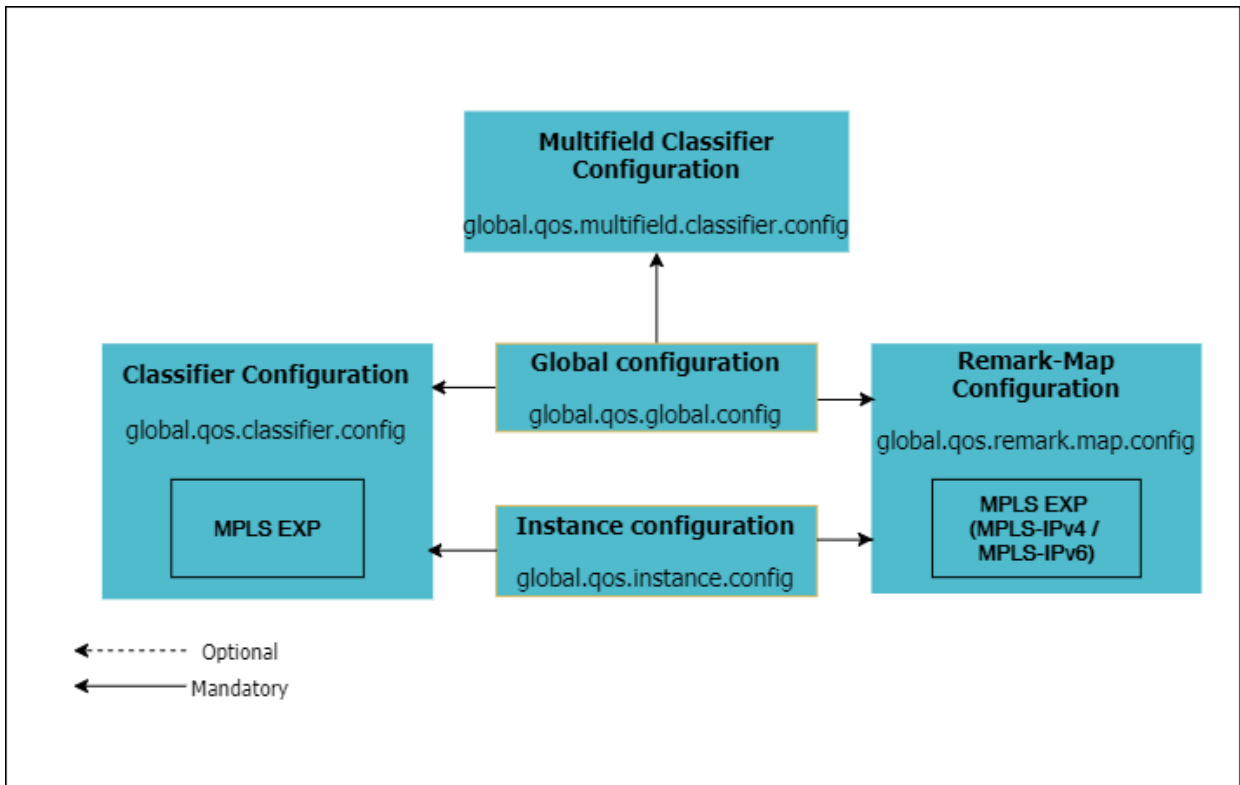 Multifield Classifier
Configuration
global.qos.multifield.classifier.config
Classifier Configuration
global.qos.classifier.config
MPLS EXP
Global configuration
global.qos.global.config
Remark-Map
Configuration
global.qos.remark.map.config
MPLS EXP
(MPLS-IPv4 /
MPLS-IPv6)
Instance configuration
global.qos.instance.config
Optional
Mandatory